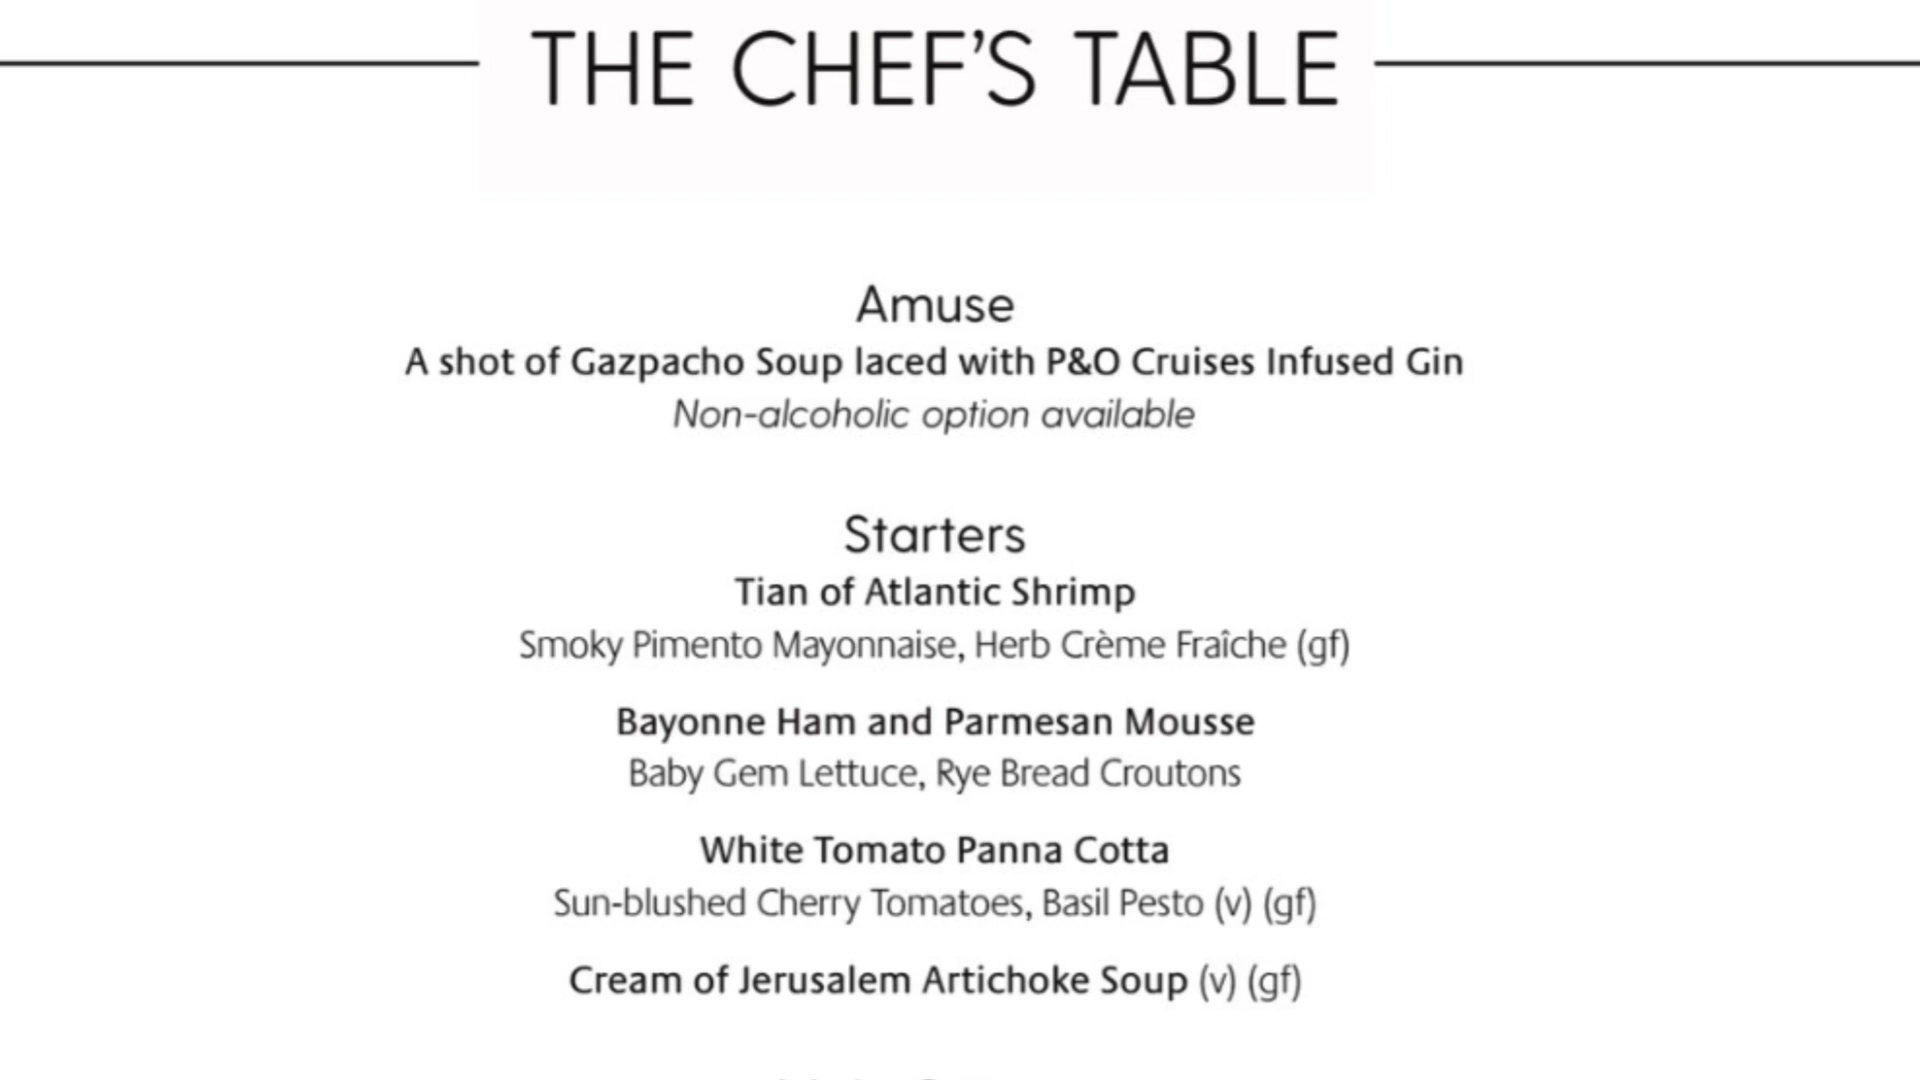 THE CHEF'S TABLE
Amuse
A shot of Gazpacho Soup laced with P&O Cruises Infused Gin
Non-alcoholic option available
Starters
Tian of Atlantic Shrimp
Smoky Pimento Mayonnaise, Herb Crème Fraîche (gf)
Bayonne Ham and Parmesan Mousse
Baby Gem Lettuce, Rye Bread Croutons
White Tomato Panna Cotta
Sun-blushed Cherry Tomatoes, Basil Pesto (v) (gf)
Cream of Jerusalem Artichoke Soup (v) (gf)